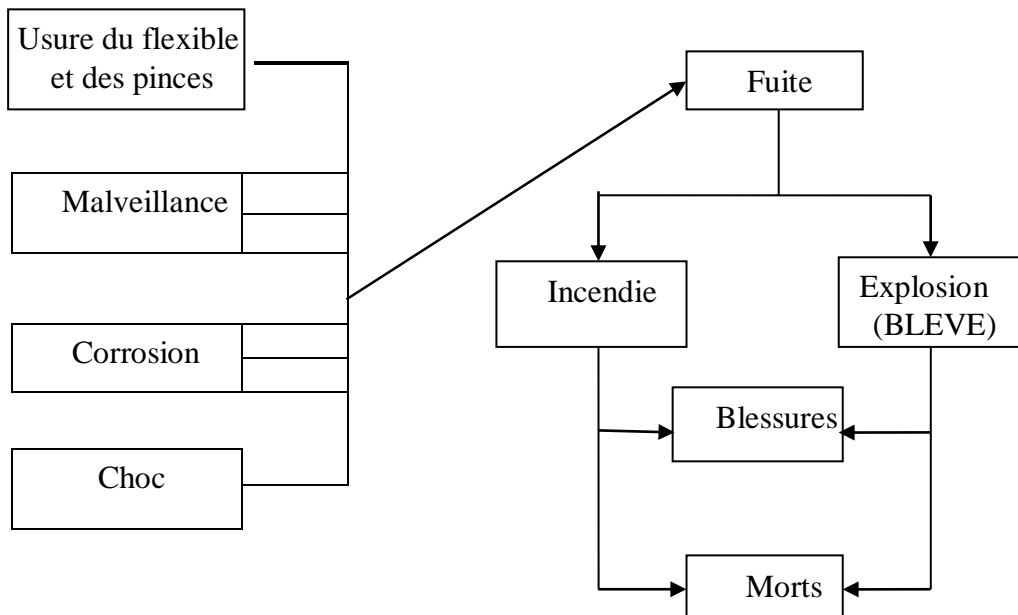 Usure du flexible
et des pinces
Malveillance
Corrosion
Choc
Fuite
Incendie
Explosion
(BLEVE)
Blessures
Morts